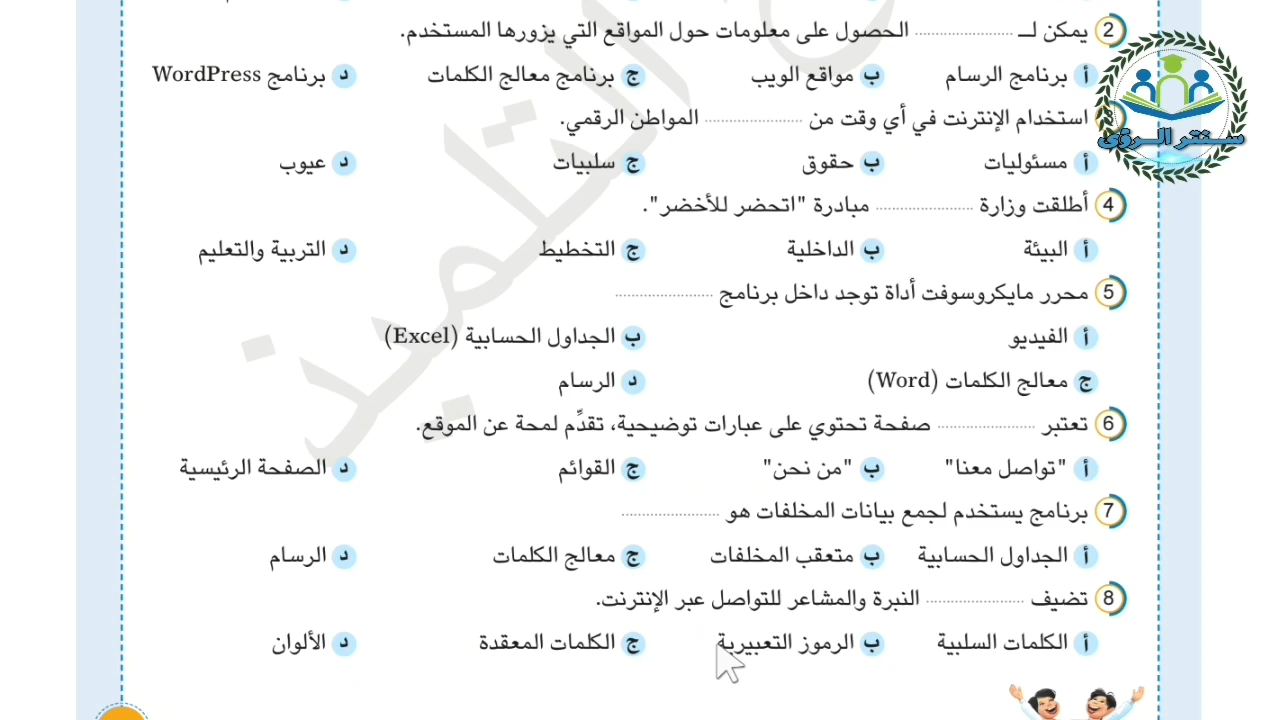 2 يمكن لـــ .................... الحصول على معلومات حول المواقع التي يزورها المستخدم.
أ برنامج الرسام ب مواقع الويب ج برنامج معالج الكلمات د برنامج WordPress
استخدام الإنترنت في أي وقت من .................... المواطن الرقمي.
أ مسئوليات ب حقوق ج سلبيات د عيوب
4 أطلقت وزارة .................... مبادرة "اتحضر للأخضر".
أ البيئة ب الداخلية ج التخطيط د التربية والتعليم
5 محرر مايكروسوفت أداة توجد داخل برنامج ....................
أ الفيديو ب الجداول الحسابية (Excel)
ج معالج الكلمات (Word) د الرسام
6 تعتبر .................... صفحة تحتوي على عبارات توضيحية، تقدِّم لمحة عن الموقع.
أ "تواصل معنا" ب "من نحن" ج القوائم د الصفحة الرئيسية
7 برنامج يستخدم لجمع بيانات المخلفات هو ....................
أ الجداول الحسابية ب متعقب المخلفات ج معالج الكلمات د الرسام
8 تضيف .................... النبرة والمشاعر للتواصل عبر الإنترنت.
أ الكلمات السلبية ب الرموز التعبيرية ج الكلمات المعقدة د الألوان
سنتر الرؤى
التلميذ